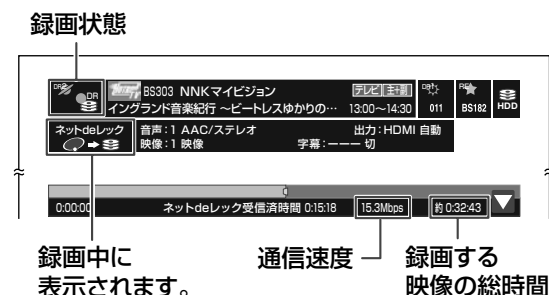 録画状態
DR
BS303 NNKマイビジョン テレビ 主+副
イングランド音楽紀行 ～ビートレスゆかりの… 13:00～14:30 011 BS182 HDD
ネットdeレック 音声：1 AAC/ステレオ 出力：HDMI 自動
映像：1 映像 字幕：ーーー 切
0:00:00 ネットdeレック受信済時間 0:15:18 15.3Mbps 約0:32:43
録画中に
表示されます。
通信速度
録画する
映像の総時間